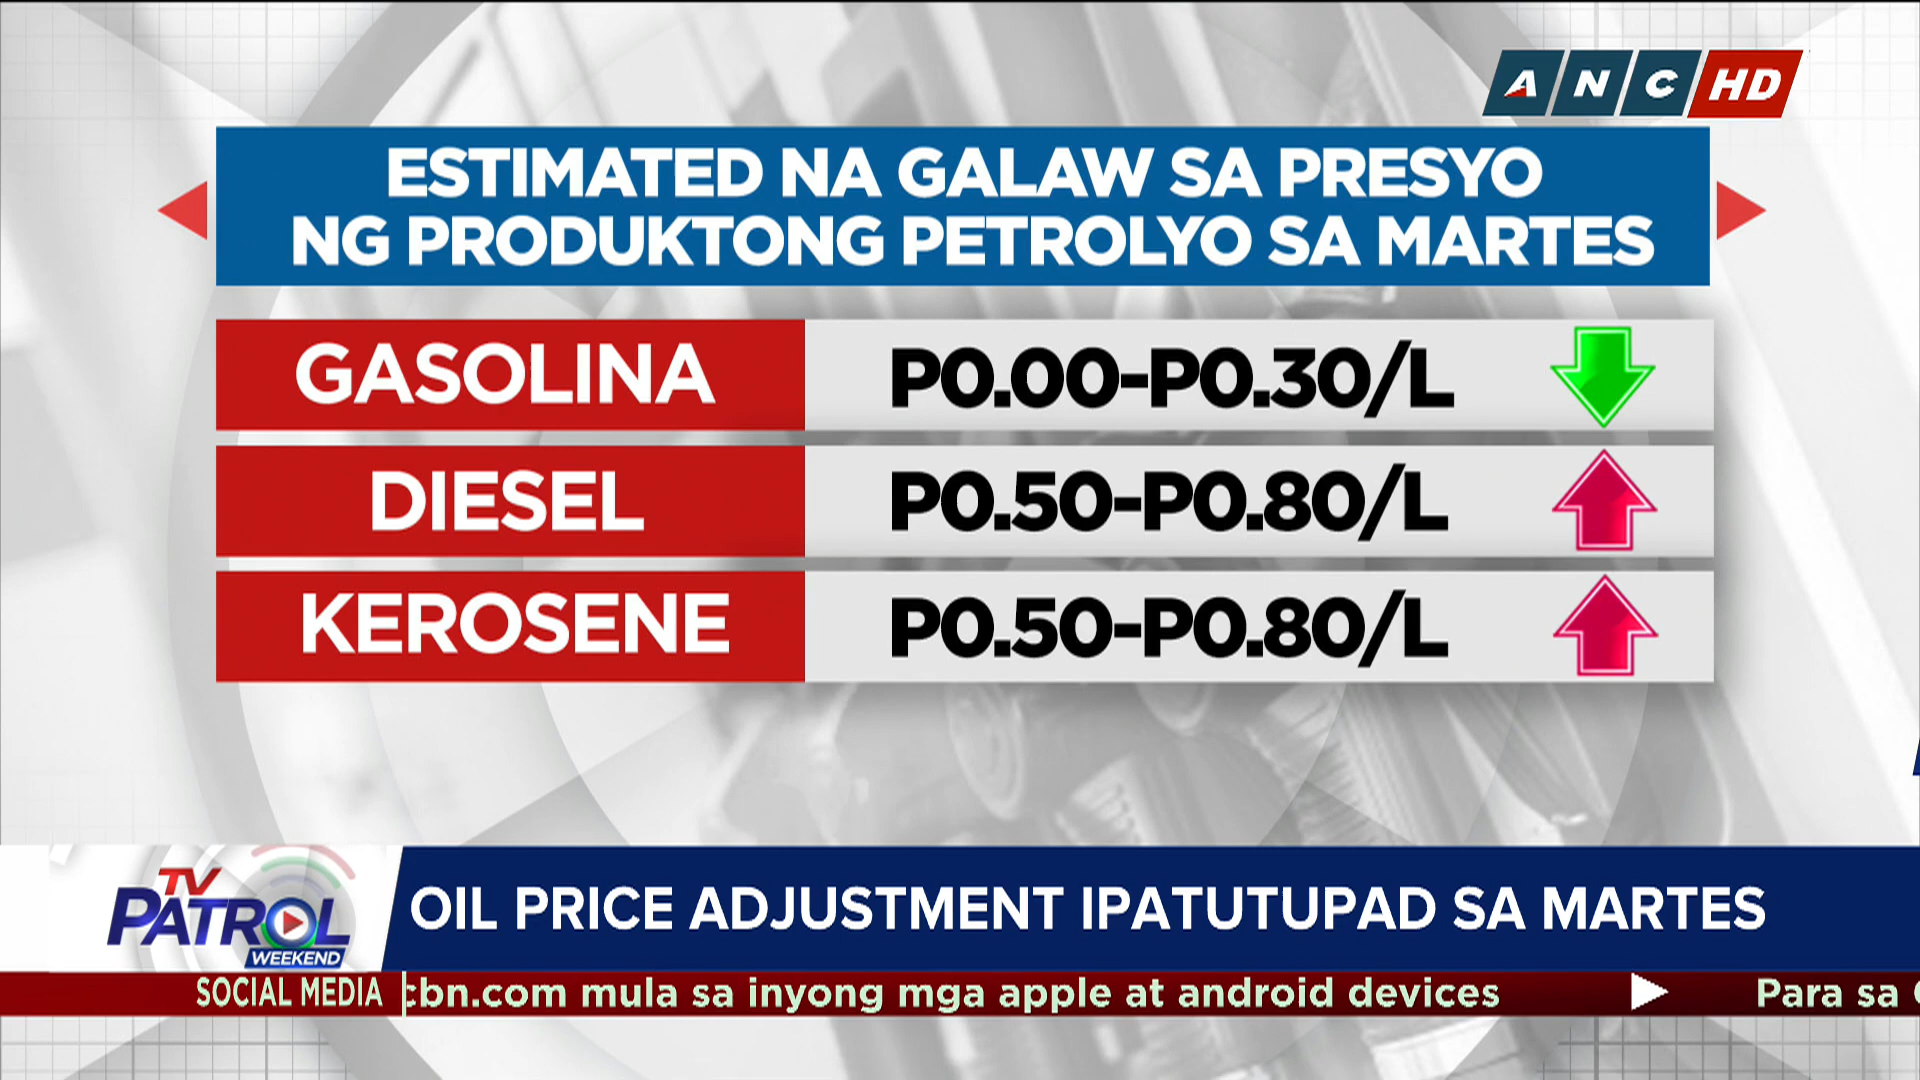 ANC HD
ESTIMATED NA GALAW SA PRESYO
NG PRODUKTONG PETROLYO SA MARTES
GASOLINA P0.00-P0.30/L
DIESEL P0.50-P0.80/L
KEROSENE P0.50-P0.80/L
TV
PATROL
WEEKEND
OIL PRICE ADJUSTMENT IPATUTUPAD SA MARTES
SOCIAL MEDIA cbn.com mula sa inyong mga apple at android devices Para sa